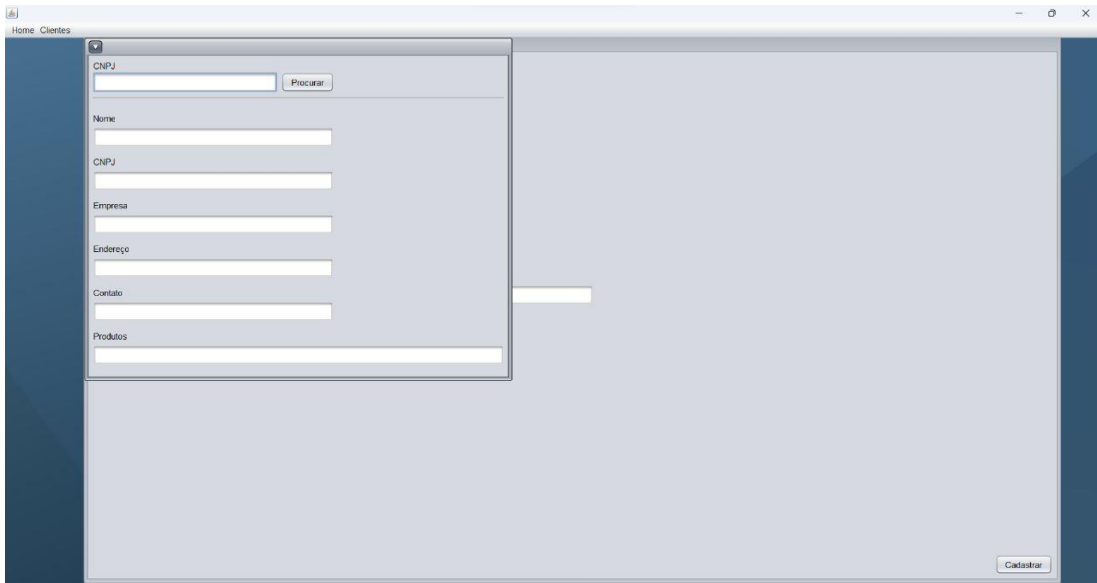 Home Clientes
CNPJ
Procurar
Nome
CNPJ
Empresa
Endereço
Contato
Produtos
Cadastrar